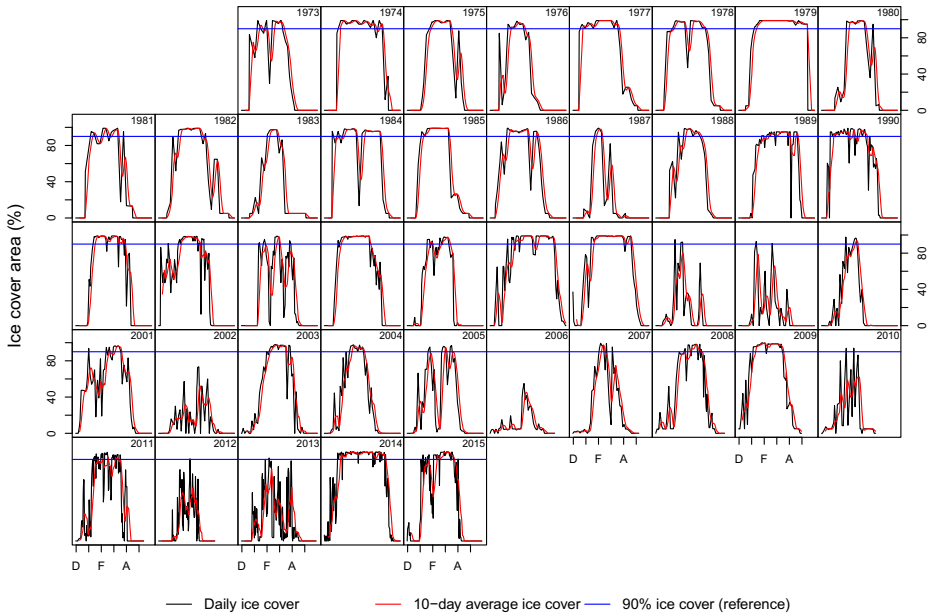 1973 1974 1975 1976 1977 1978 1979 1980
80
40
0
1981 1982 1983 1984 1985 1986 1987 1988 1989 1990
80
40
0
Ice cover area (%)
80
40
0
2001 2002 2003 2004 2005 2006 2007 2008 2009 2010
80
40
0
D F A D F A
2011 2012 2013 2014 2015
D F A D F A D F A
Daily ice cover 10−day average ice cover 90% ice cover (reference)